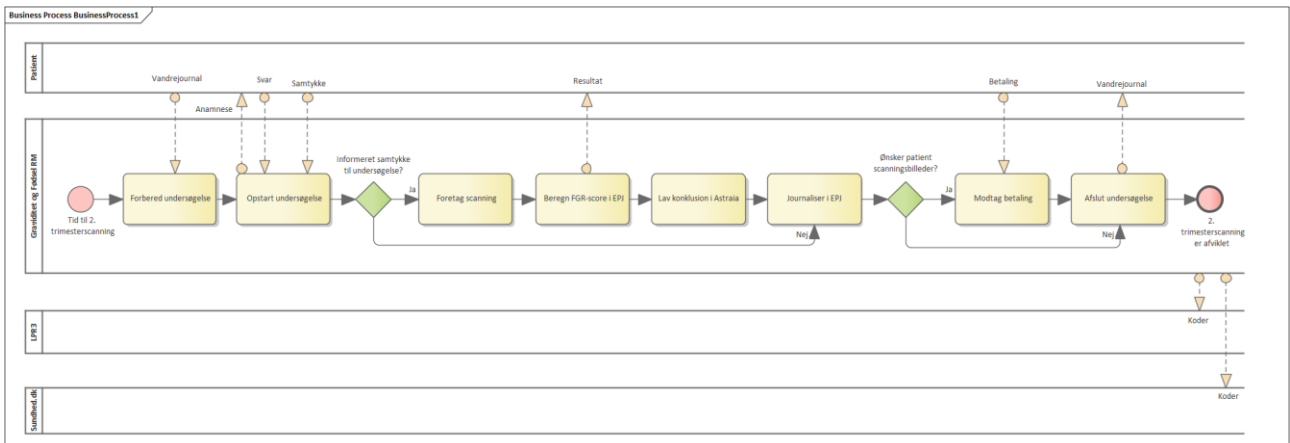 Business Process BusinessProcess1
Patient
Vandrejournal
Anamnese
Svar
Samtykke
Resultat
Betaling
Vandrejournal
Graviditet og Fødsel RM
Tid til 2.
trimesterscanning
Forbered undersøgelse
Opstart undersøgelse
Informeret samtykke
til undersøgelse?
Ja
Nej
Foretag scanning
Beregn FGR-score i EPJ
Lav konklusion i Astraia
Journaliser i EPJ
Ønsker patient
scanningsbilleder?
Ja
Nej
Modtag betaling
Afslut undersøgelse
2.
trimesterscanning
er afviklet
LPR3
Koder
Sundhed.dk
Koder